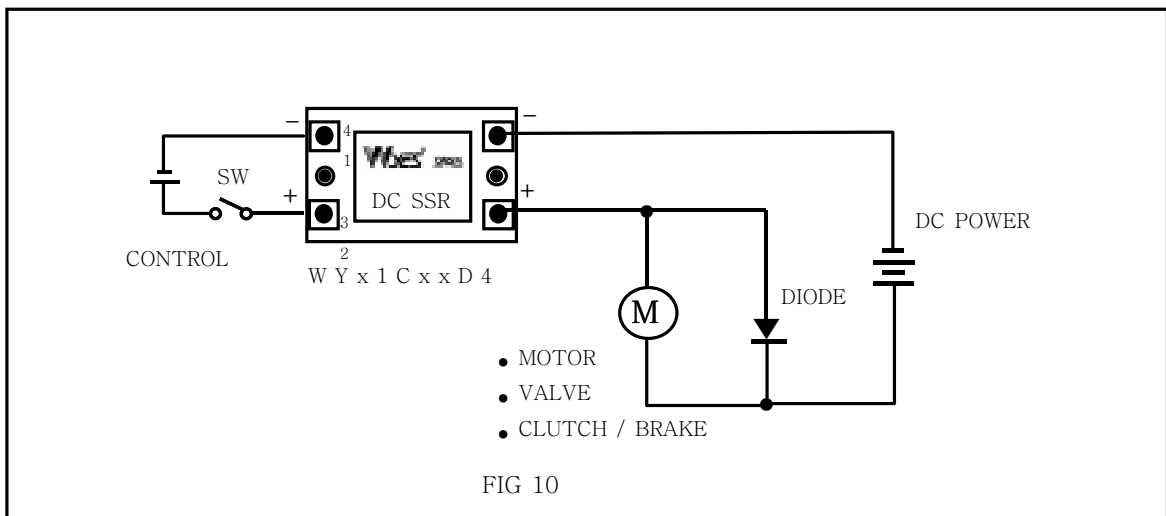 −
−
4
1
SW
DC SSR
+
+
3
2
DC POWER
CONTROL
W Y x 1 C x x D 4
DIODE
M
• MOTOR
• VALVE
• CLUTCH / BRAKE
FIG 10